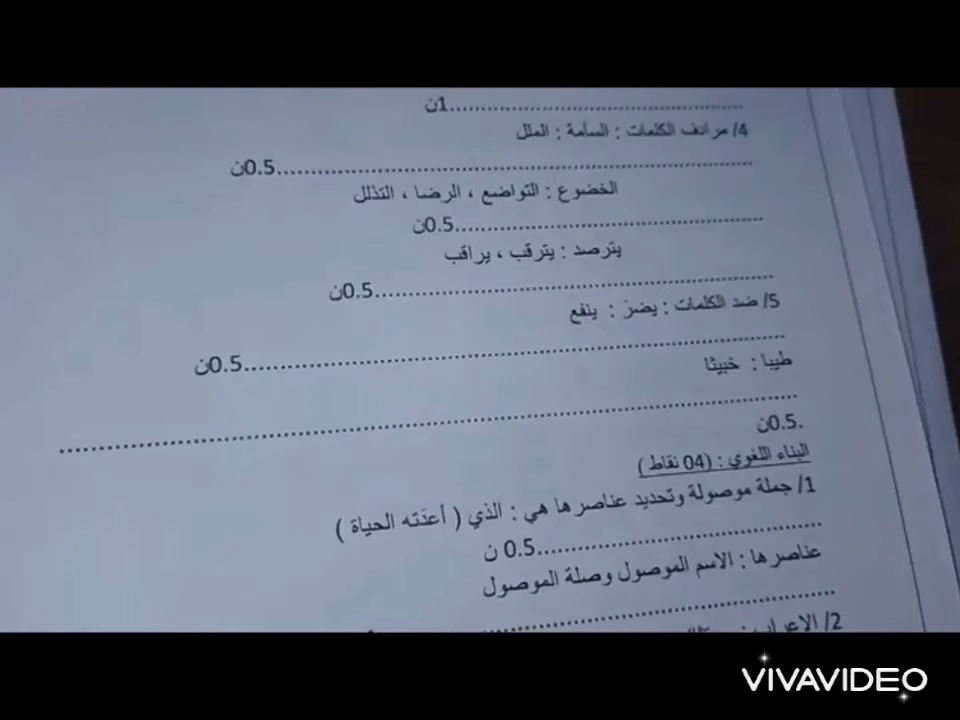 ......................................1ن
4/ مرادف الكلمات : السأمة : الملل
......................................0.5ن
الخضوع : التواضع ، الرضا ، التذلل
......................................0.5ن
يترصد : يترقب ، يراقب
......................................0.5ن
5/ ضد الكلمات : يضرّ : ينفع
......................................0.5ن
طيبا : خبيثا
......................................
.0.5ن
البناء اللغوي : (04 نقاط )
1/ جملة موصولة وتحديد عناصرها هي : الذي ( أعدَته الحياة )
......................................0.5 ن
عناصرها : الاسم الموصول وصلة الموصول
......................................
2/ الاعراب :
VIVAVIDEO